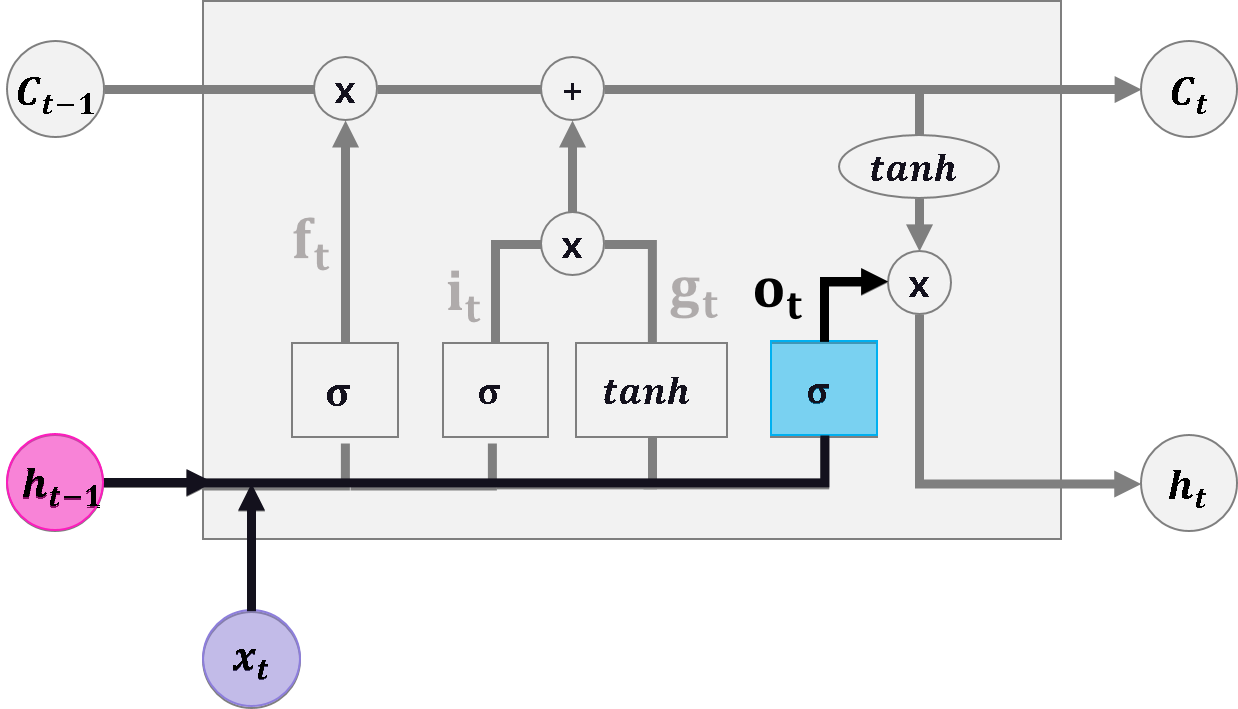 C_{t-1}
x
+
C_t
tanh
f_t
x
i_t
g_t
o_t
x
σ
σ
tanh
σ
h_{t-1}
h_t
x_t